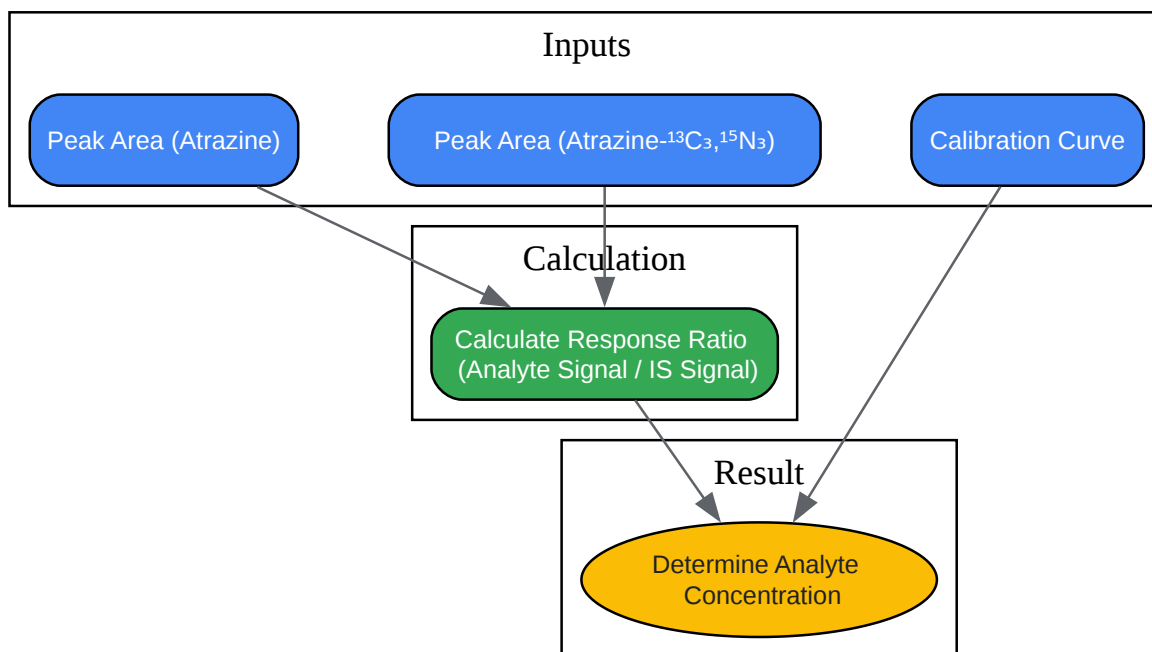 Inputs
Peak Area (Atrazine)
Peak Area (Atrazine-¹³C₃,¹⁵N₃)
Calibration Curve
Calculation
Calculate Response Ratio
(Analyte Signal / IS Signal)
Result
Determine Analyte
Concentration